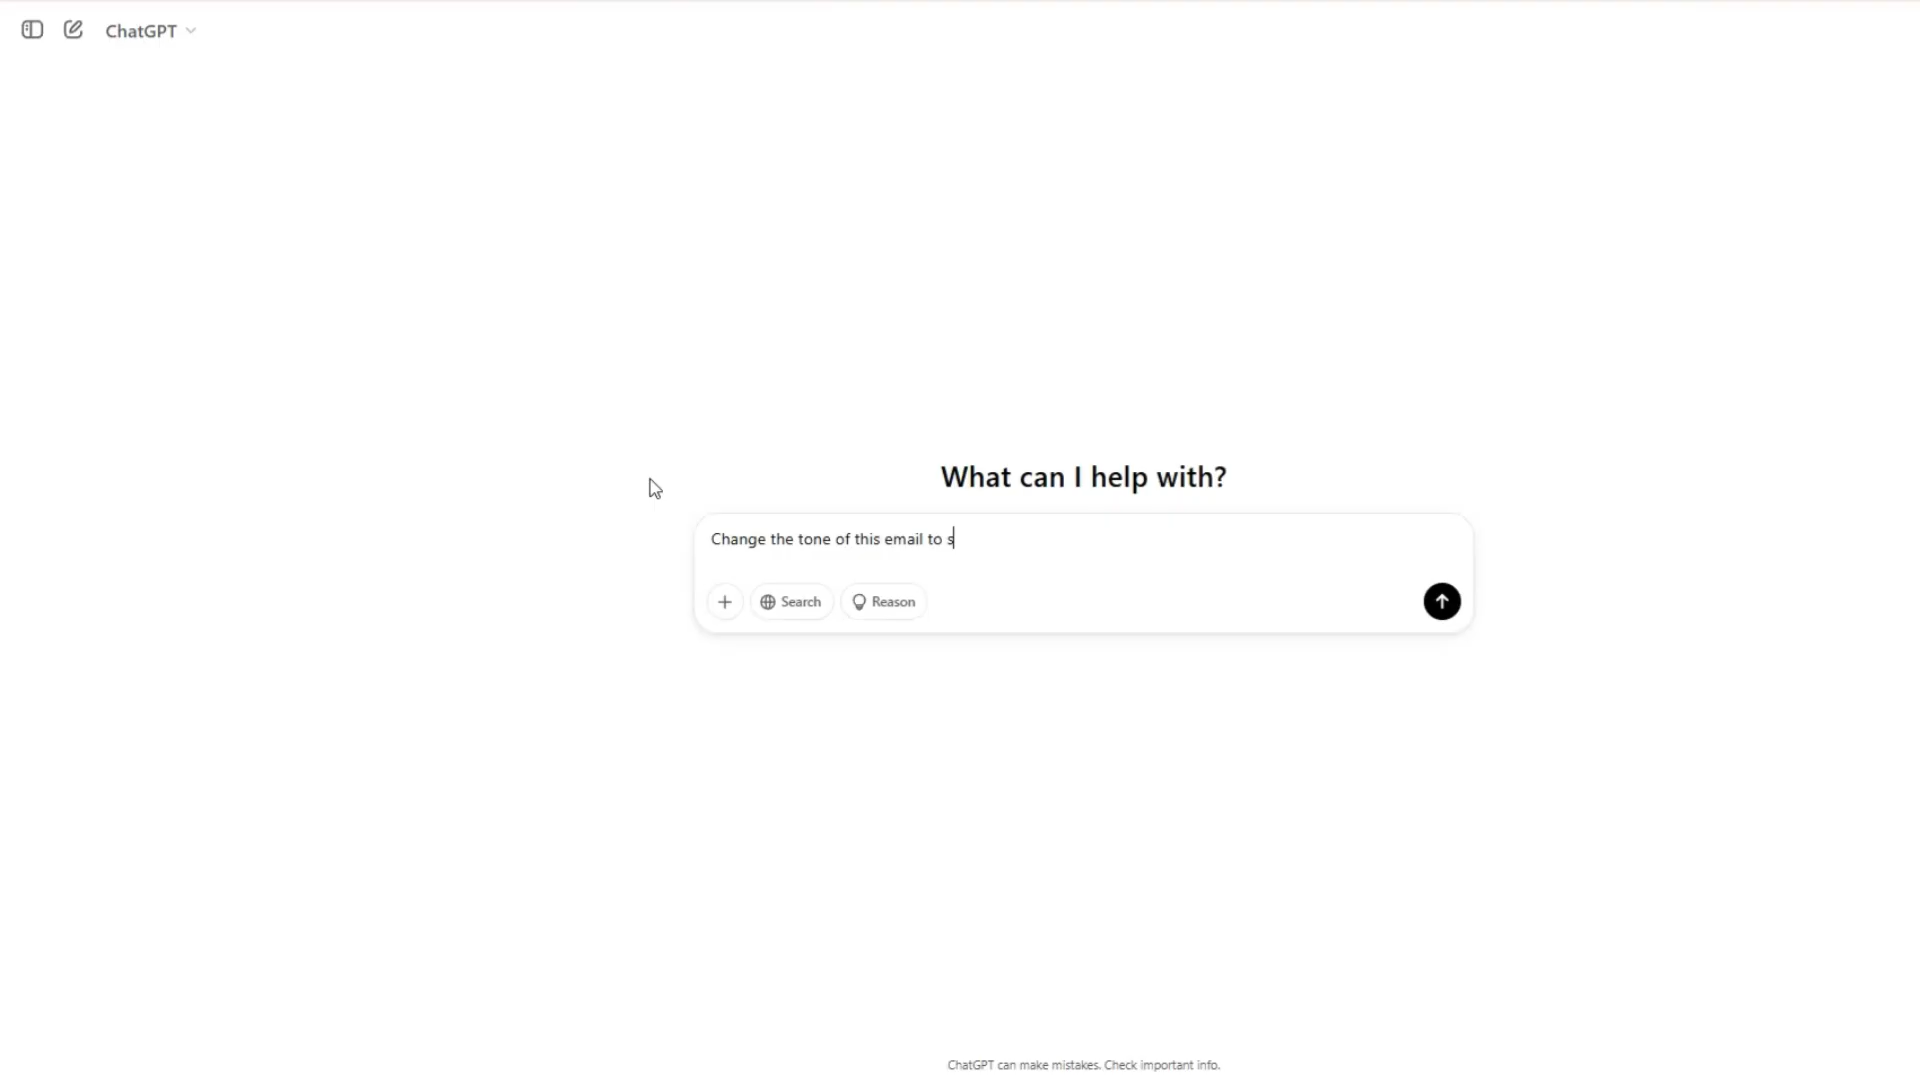 ChatGPT
What can I help with?
Change the tone of this email to s
Search
Reason
ChatGPT can make mistakes. Check important info.